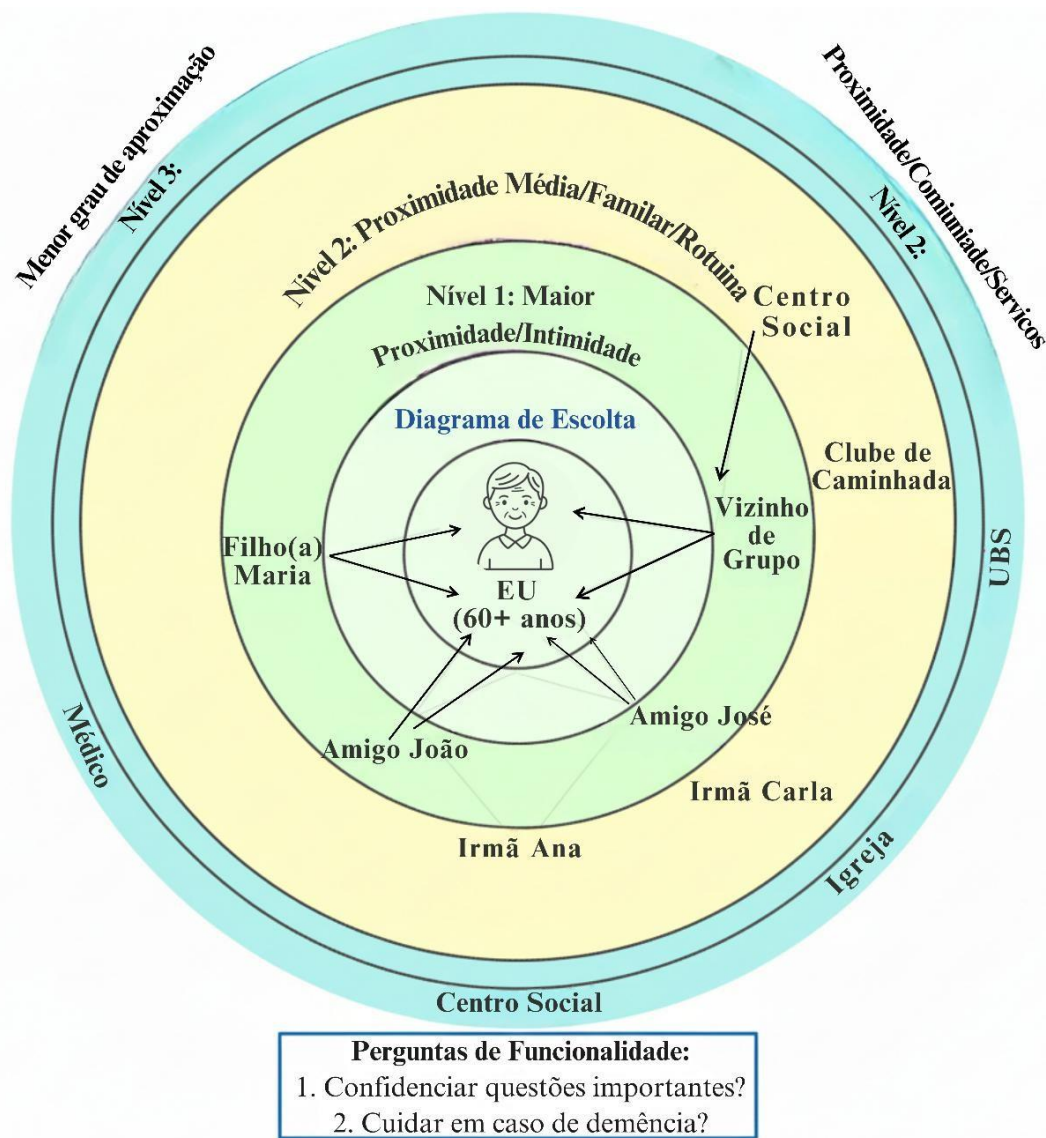 Menor grau de aproximação
Nível 3:
Proximidade/Comiuniade/Servicos
Nível 2:
Nivel 2: Proximidade Média/Familar/Rotuina
Nível 1: Maior
Proximidade/Intimidade
Diagrama de Escolta
Centro
Social
Clube de
Caminhada
Vizinho
de
Grupo
Filho(a)
Maria
EU
(60+ anos)
UBS
Amigo José
Amigo João
Médico
Irmã Carla
Irmã Ana
Igreja
Centro Social
Perguntas de Funcionalidade:
1. Confidenciar questões importantes?
2. Cuidar em caso de demência?